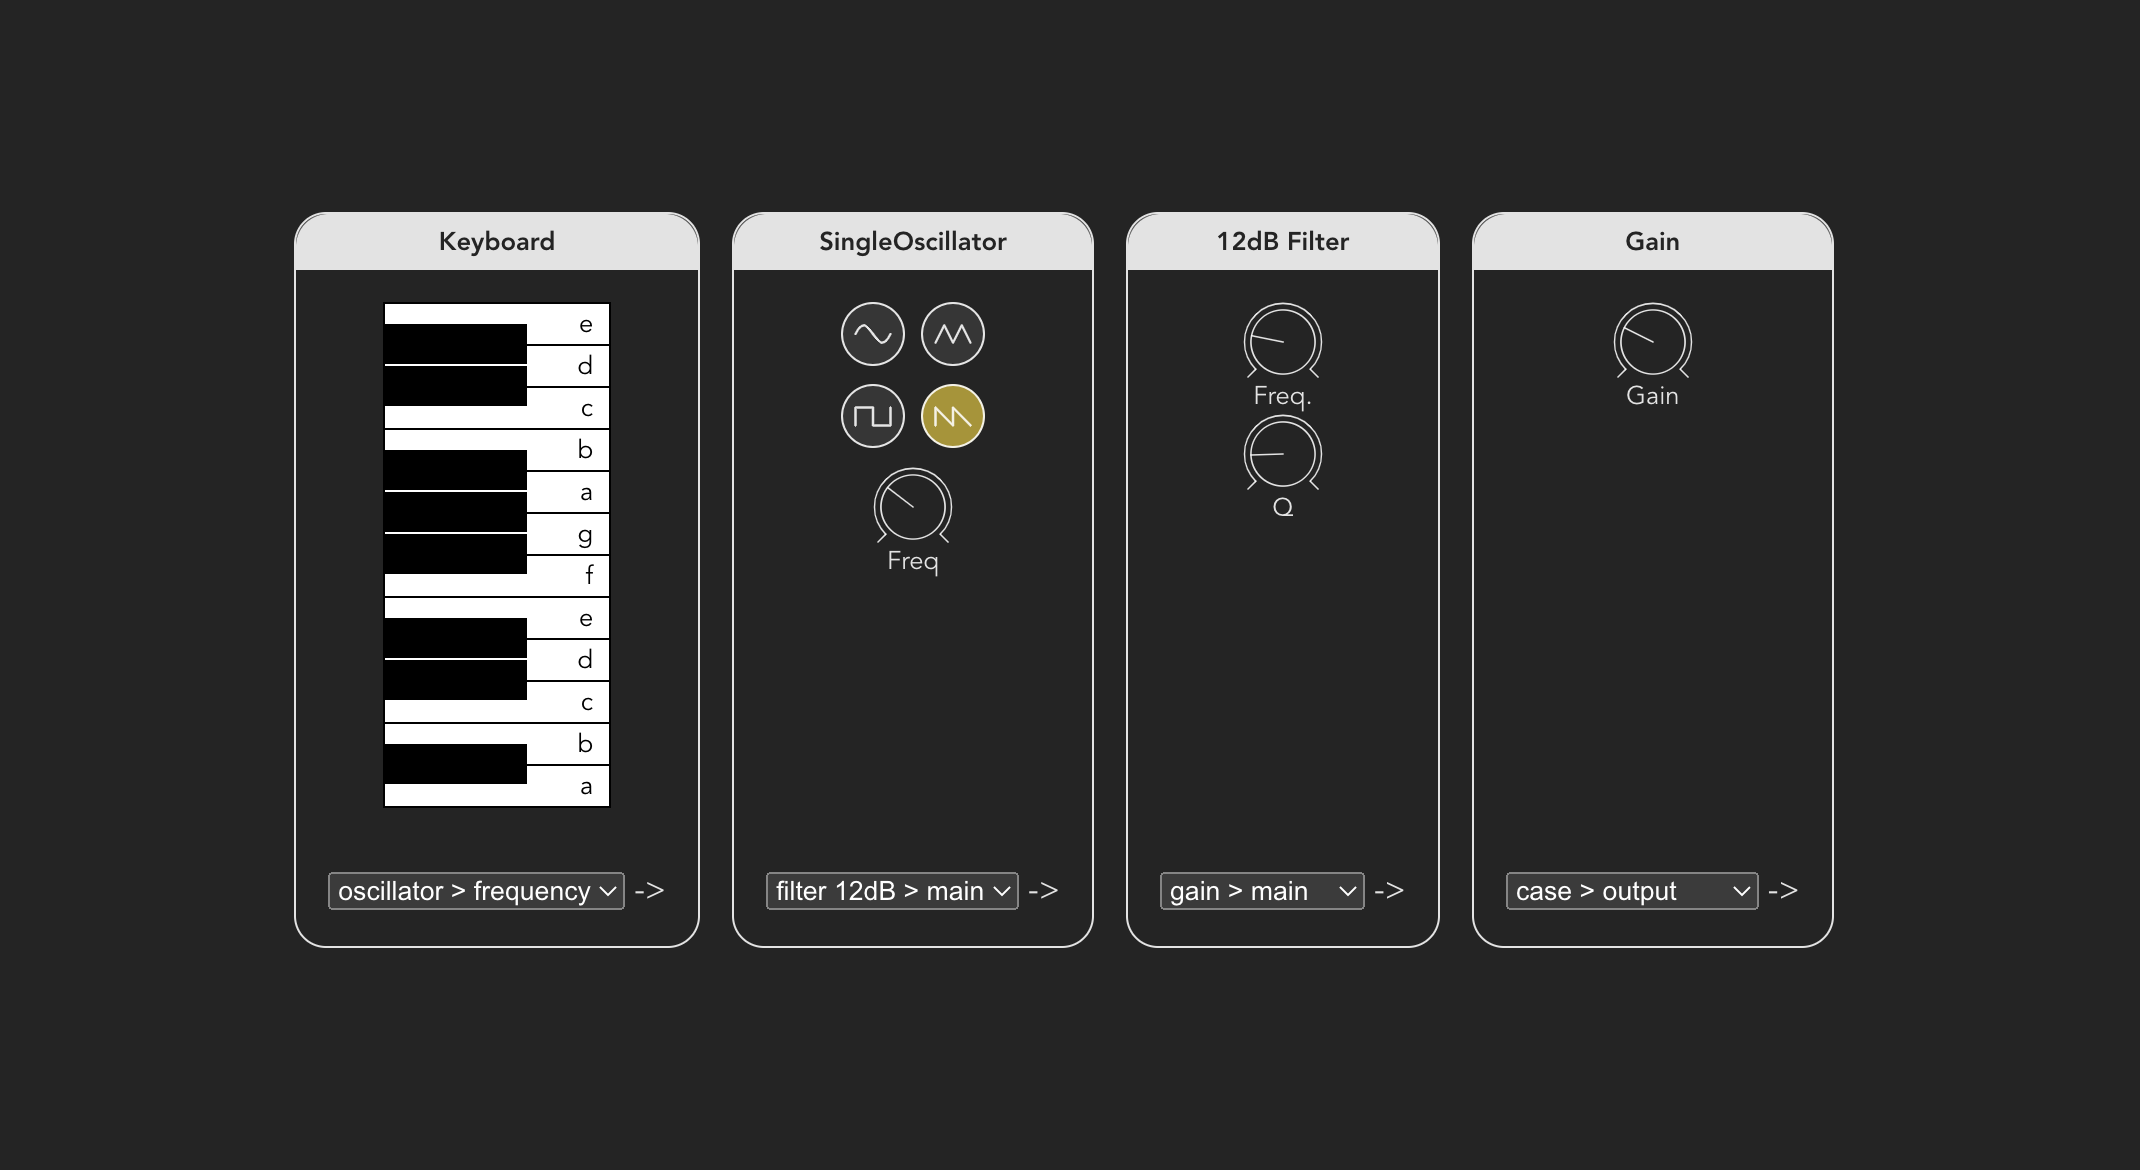 Keyboard
e
d
c
b
a
g
f
e
d
c
b
a
oscillator > frequency ->
SingleOscillator
Freq
filter 12dB > main ->
12dB Filter
Freq.
Q
gain > main ->
Gain
Gain
case > output ->